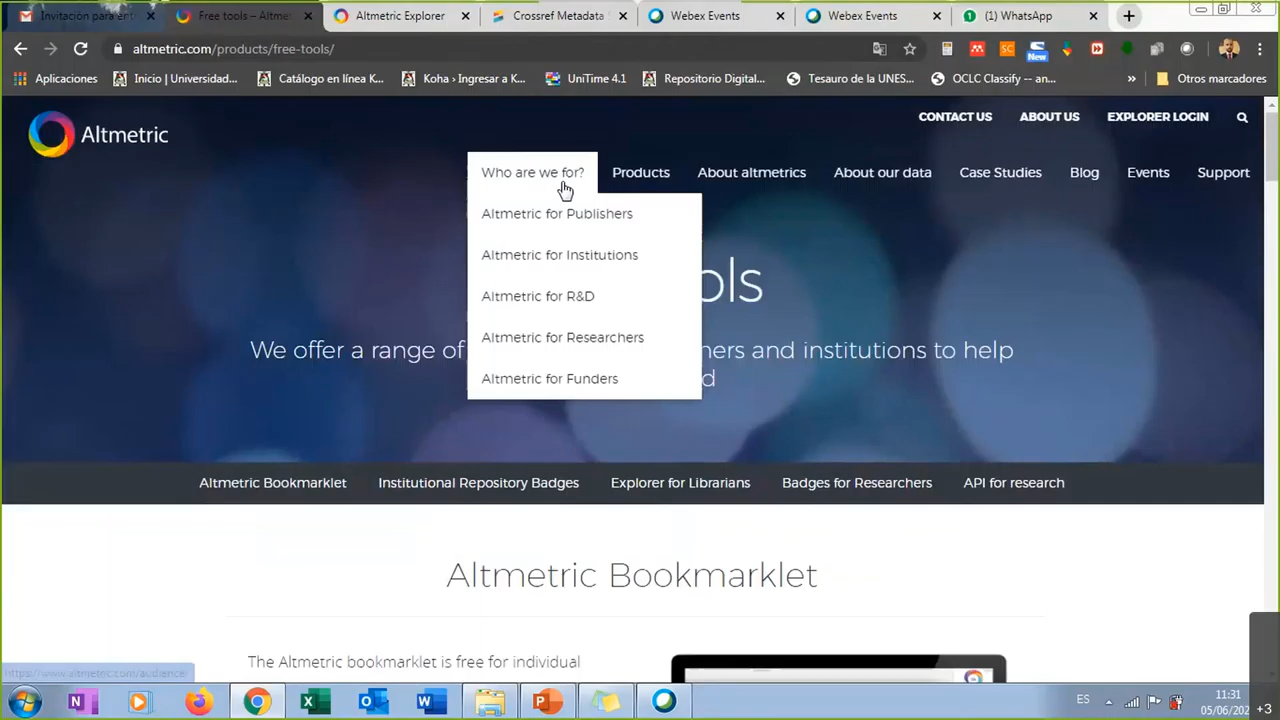 Invitación para ent
Free tools – Altme
Altmetric Explorer
Crossref Metadata
Webex Events
Webex Events
(1) WhatsApp
altmetric.com/products/free-tools/
SC
New
Aplicaciones
Inicio | Universidad...
Catálogo en línea K...
Koha › Ingresar a K...
UniTime 4.1
Repositorio Digital...
Tesauro de la UNES...
OCLC Classify -- an...
»
Otros marcadores
Altmetric
CONTACT US
ABOUT US
EXPLORER LOGIN
Who are we for?
Products
About altmetrics
About our data
Case Studies
Blog
Events
Support
Altmetric for Publishers
Altmetric for Institutions
Altmetric for R&D
Altmetric for Researchers
Altmetric for Funders
ols
We offer a range of
hers and institutions to help
d
Altmetric Bookmarklet
Institutional Repository Badges
Explorer for Librarians
Badges for Researchers
API for research
Altmetric Bookmarklet
The Altmetric bookmarklet is free for individual
https://www.altmetric.com/audience/
ES
11:31
05/06/202
+3